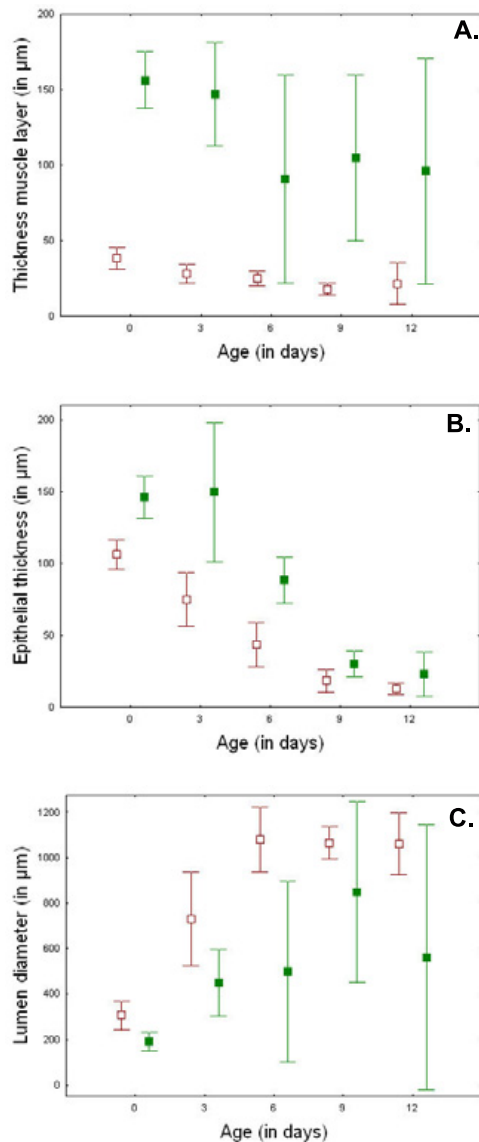 A.
200
150
100
50
0
Thickness muscle layer (in µm)
0 3 6 9 12
Age (in days)
B.
200
150
100
50
0
Epithelial thickness (in µm)
0 3 6 9 12
Age (in days)
C.
1200
1000
800
600
400
200
0
Lumen diameter (in µm)
0 3 6 9 12
Age (in days)